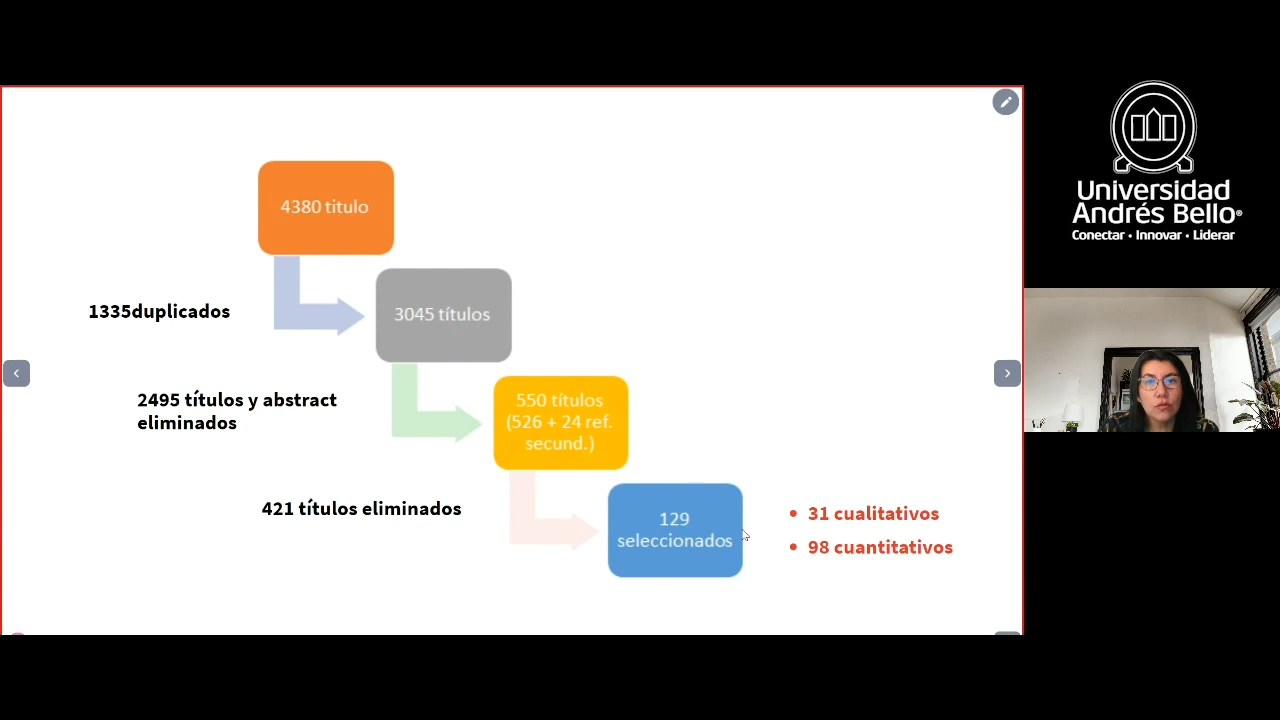 4380 titulo
1335duplicados
3045 títulos
2495 títulos y abstract
eliminados
550 títulos
(526 + 24 ref.
secund.)
421 títulos eliminados
129
seleccionados
• 31 cualitativos
• 98 cuantitativos
Universidad
Andrés Bello®
Conectar • Innovar • Liderar